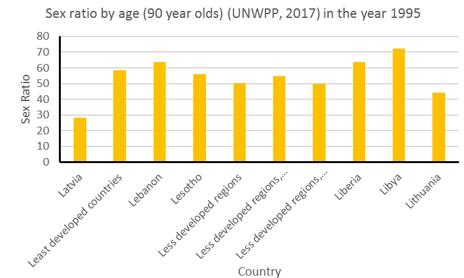 Sex ratio by age (90 year olds) (UNWPP, 2017) in the year 1995
80
70
60
50
40
30
20
10
0
Sex Ratio
Latvia
Least developed countries
Lebanon
Lesotho
Less developed regions
Less developed regions,...
Less developed regions,...
Liberia
Libya
Lithuania
Country